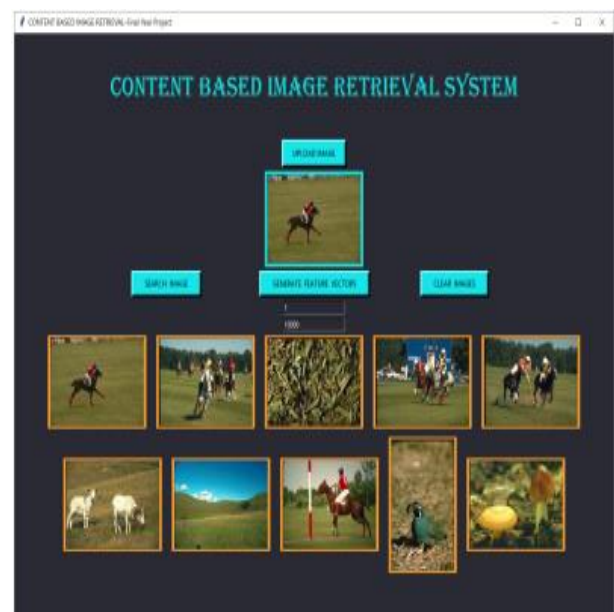 CONTENT BASED IMAGE RETRIEVAL-Final Year Project
CONTENT BASED IMAGE RETRIEVAL SYSTEM
UPLOAD IMAGE
SEARCH IMAGE GENERATE FEATURE VECTORS CLEAR IMAGES
1
10000